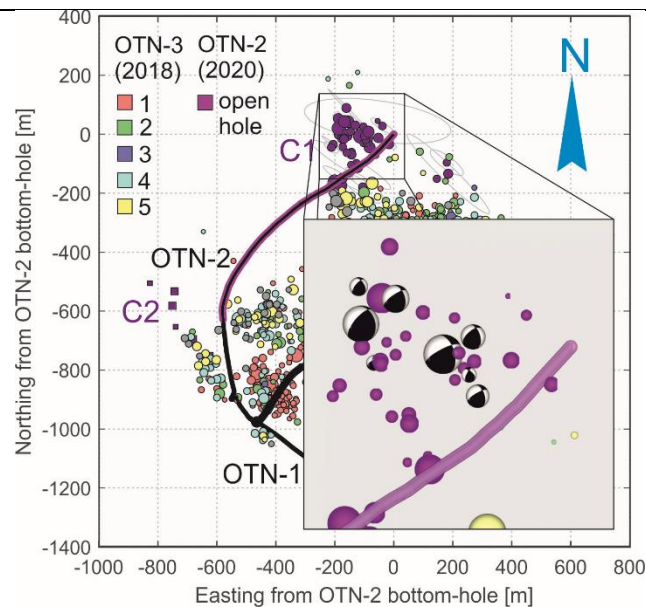 400
200
0
-200
-400
-600
-800
-1000
-1200
-1400
Northing from OTN-2 bottom-hole [m]
OTN-3 OTN-2
(2018) (2020)
1 open
2 hole
3
4
5
N
C1
OTN-2
C2
OTN-1
-1000 -800 -600 -400 -200 0 200 400 600 800
Easting from OTN-2 bottom-hole [m]